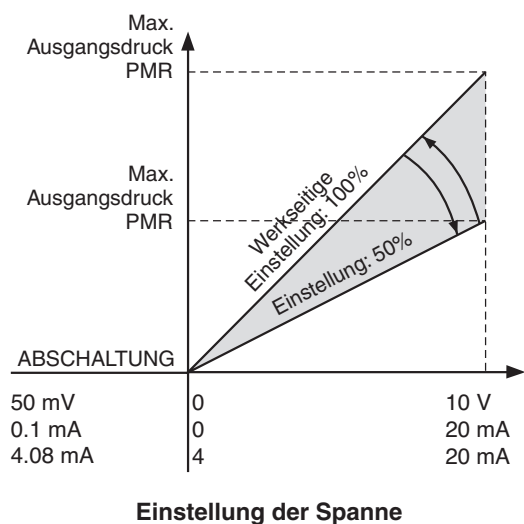 Max.
Ausgangsdruck
PMR
Max.
Ausgangsdruck
PMR
Werkseitige
Einstellung: 100%
Einstellung: 50%
ABSCHALTUNG
50 mV 0 10 V
0.1 mA 0 20 mA
4.08 mA 4 20 mA
Einstellung der Spanne